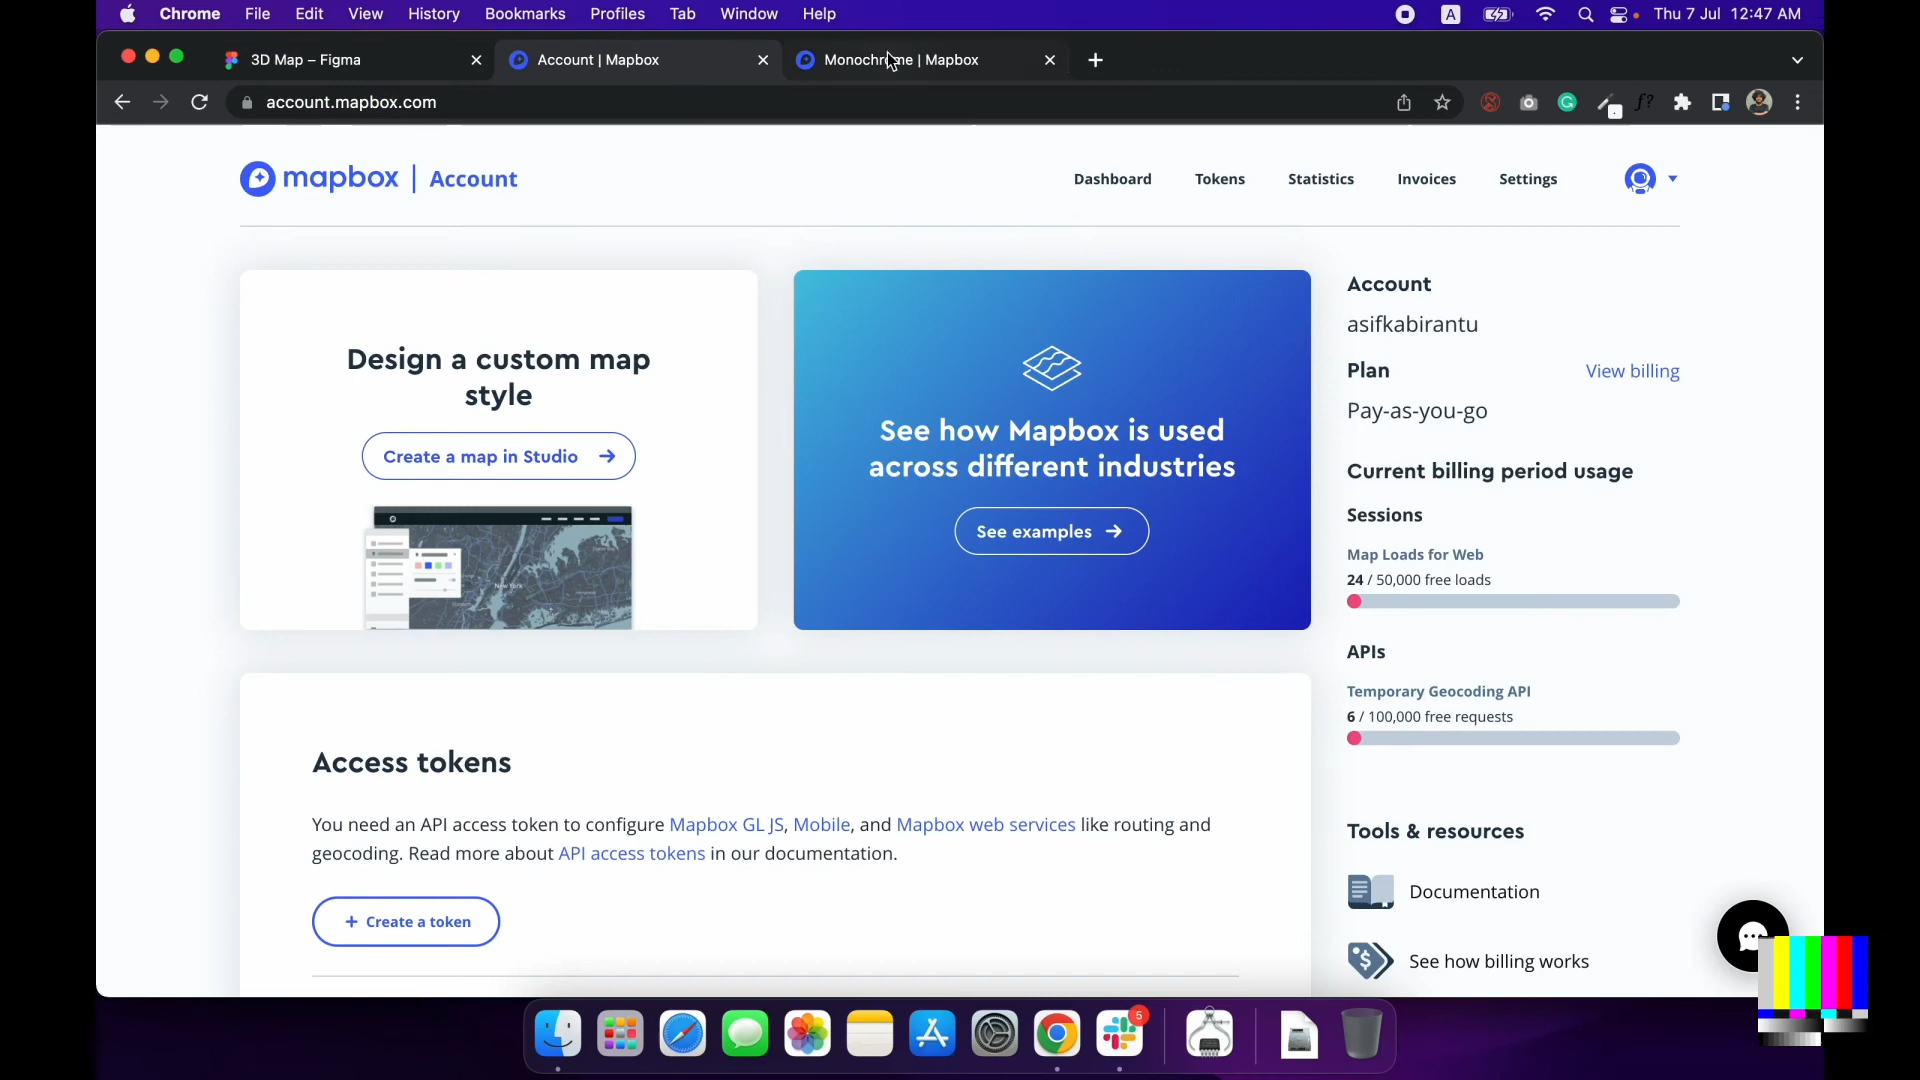 Chrome File Edit View History Bookmarks Profiles Tab Window Help
A
Thu 7 Jul 12:47 AM
3D Map – Figma
Account | Mapbox
Monochrome | Mapbox
account.mapbox.com
f?
mapbox | Account
Dashboard Tokens Statistics Invoices Settings
Design a custom map
style
Create a map in Studio →
New York
See how Mapbox is used
across different industries
See examples →
Account
asifkabirantu
Plan View billing
Pay-as-you-go
Current billing period usage
Sessions
Map Loads for Web
24 / 50,000 free loads
APIs
Temporary Geocoding API
6 / 100,000 free requests
Access tokens
You need an API access token to configure Mapbox GL JS, Mobile, and Mapbox web services like routing and
geocoding. Read more about API access tokens in our documentation.
+ Create a token
Tools & resources
Documentation
$ See how billing works
5